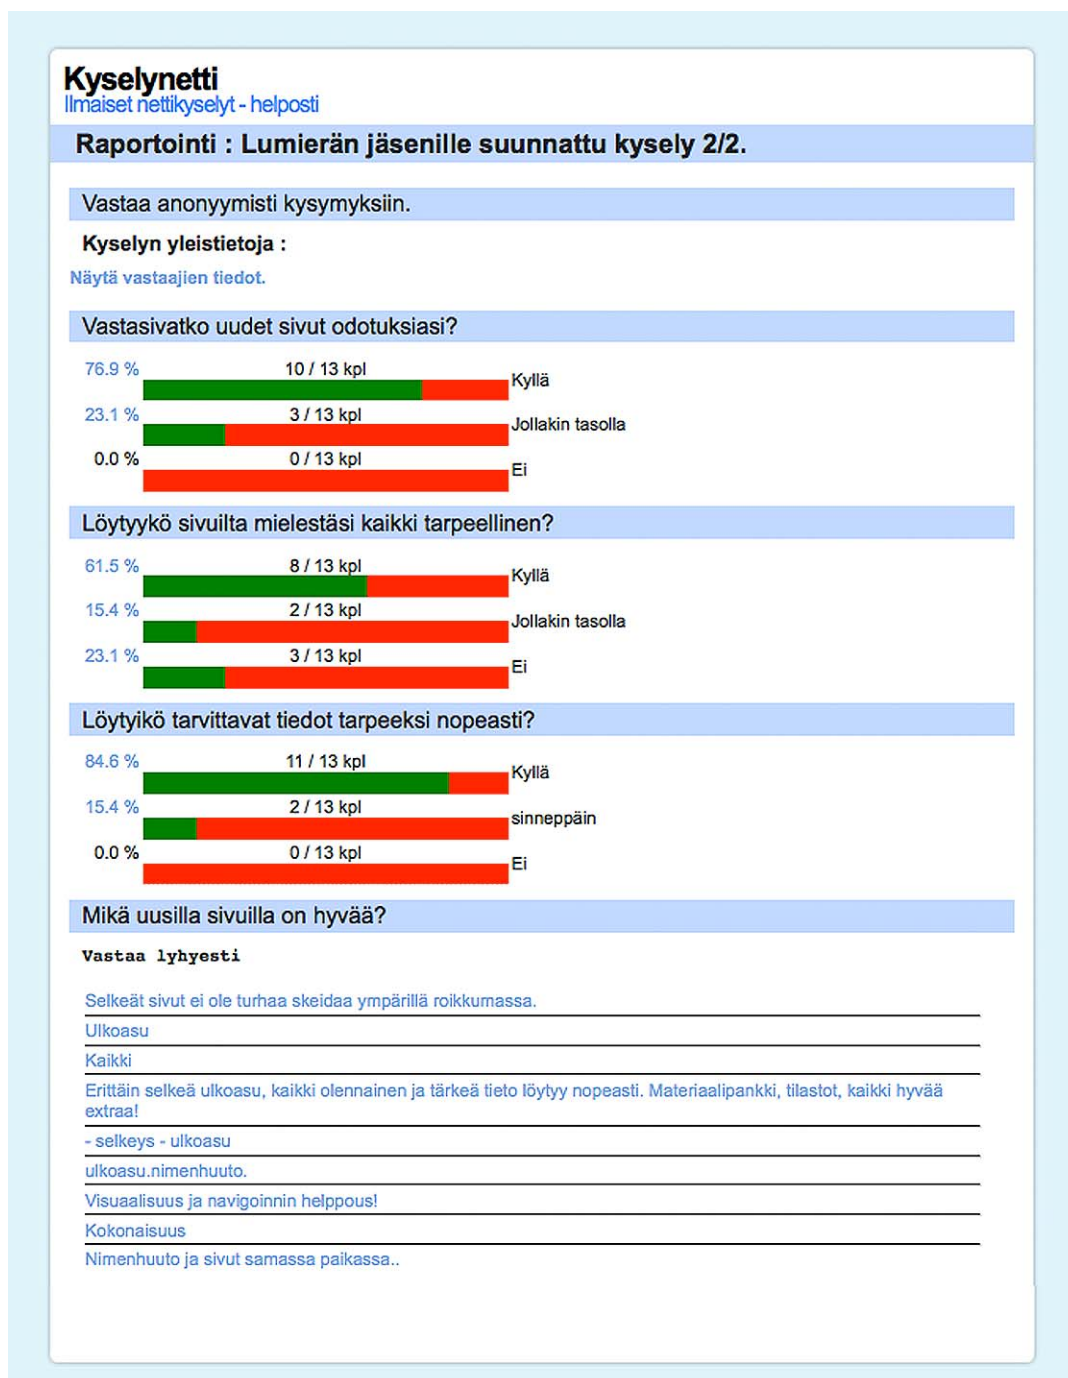 Kyselynetti
Ilmaiset nettikyselyt - helposti
Raportointi : Lumierän jäsenille suunnattu kysely 2/2.
Vastaa anonyymisti kysymyksiin.
Kyselyn yleistietoja :
Näytä vastaajien tiedot.
Vastasivatko uudet sivut odotuksiasi?
76.9 % 10 / 13 kpl Kyllä
23.1 % 3 / 13 kpl Jollakin tasolla
0.0 % 0 / 13 kpl Ei
Löytyykö sivuilta mielestäsi kaikki tarpeellinen?
61.5 % 8 / 13 kpl Kyllä
15.4 % 2 / 13 kpl Jollakin tasolla
23.1 % 3 / 13 kpl Ei
Löytyikö tarvittavat tiedot tarpeeksi nopeasti?
84.6 % 11 / 13 kpl Kyllä
15.4 % 2 / 13 kpl sinneppäin
0.0 % 0 / 13 kpl Ei
Mikä uusilla sivuilla on hyvää?
Vastaa lyhyesti
Selkeät sivut ei ole turhaa skeidaa ympärillä roikkumassa.
Ulkoasu
Kaikki
Erittäin selkeä ulkoasu, kaikki olennainen ja tärkeä tieto löytyy nopeasti. Materiaalipankki, tilastot, kaikki hyvää
extraa!
- selkeys - ulkoasu
ulkoasu.nimenhuuto.
Visuaalisuus ja navigoinnin helppous!
Kokonaisuus
Nimenhuuto ja sivut samassa paikassa..